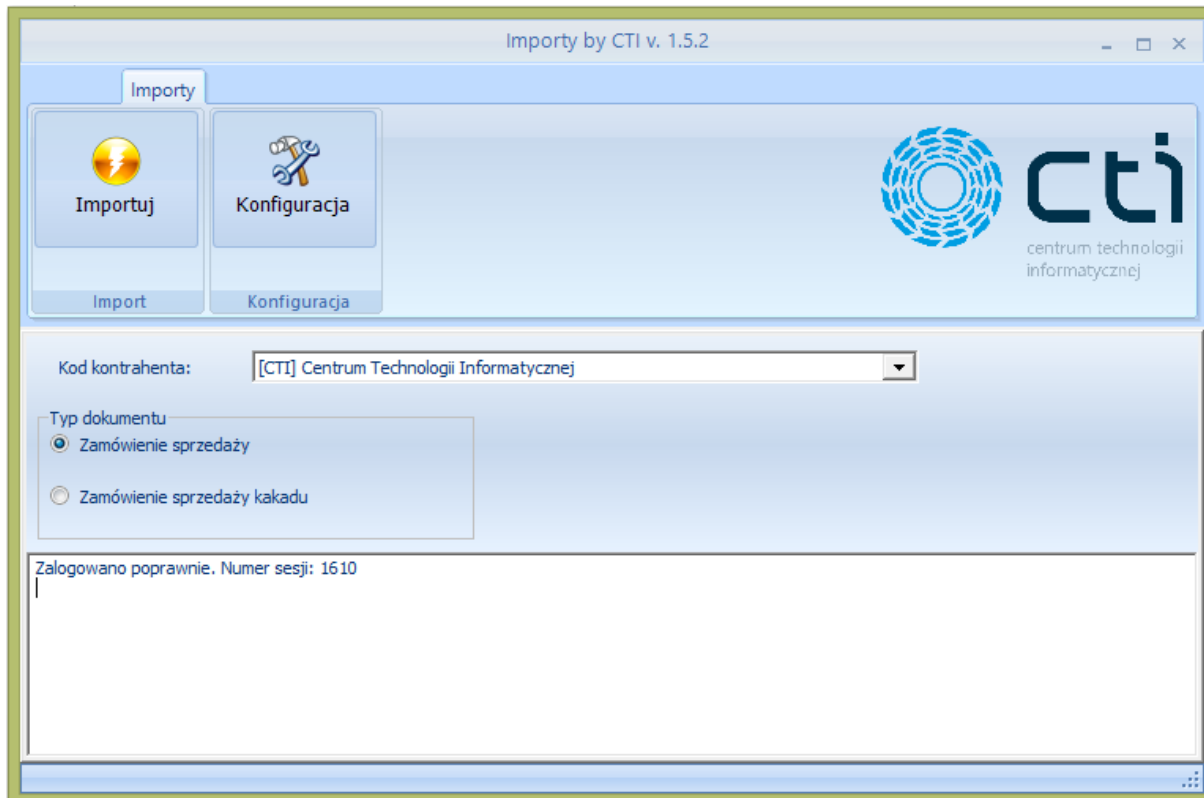 Importy by CTI v. 1.5.2
Importy
Importuj
Konfiguracja
Import
Konfiguracja
cti
centrum technologii
informatycznej
Kod kontrahenta:
[CTI] Centrum Technologii Informatycznej
Typ dokumentu
Zamówienie sprzedaży
Zamówienie sprzedaży kakadu
Zalogowano poprawnie. Numer sesji: 1610